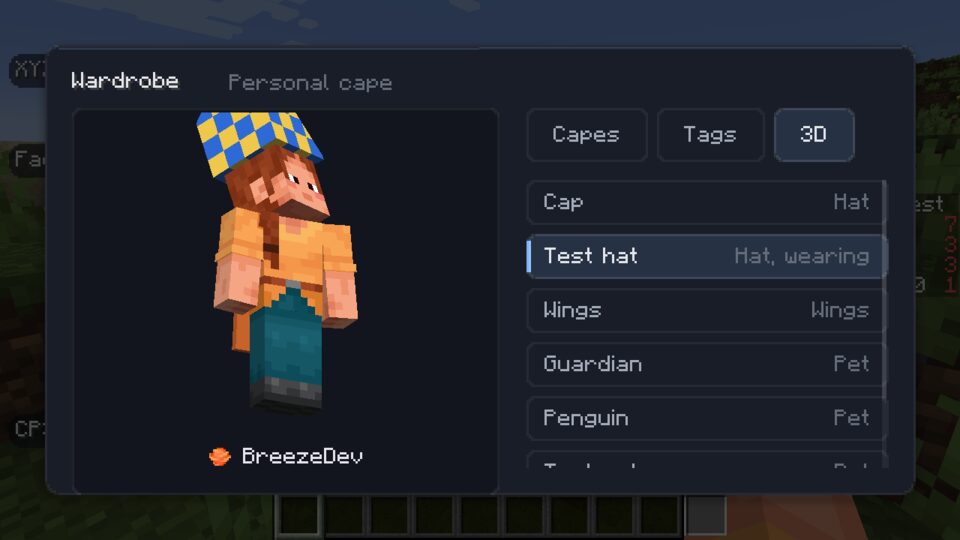 Wardrobe Personal cape
Capes Tags 3D
Cap Hat
Test hat Hat, wearing
Wings Wings
Guardian Pet
Penguin Pet
BreezeDev